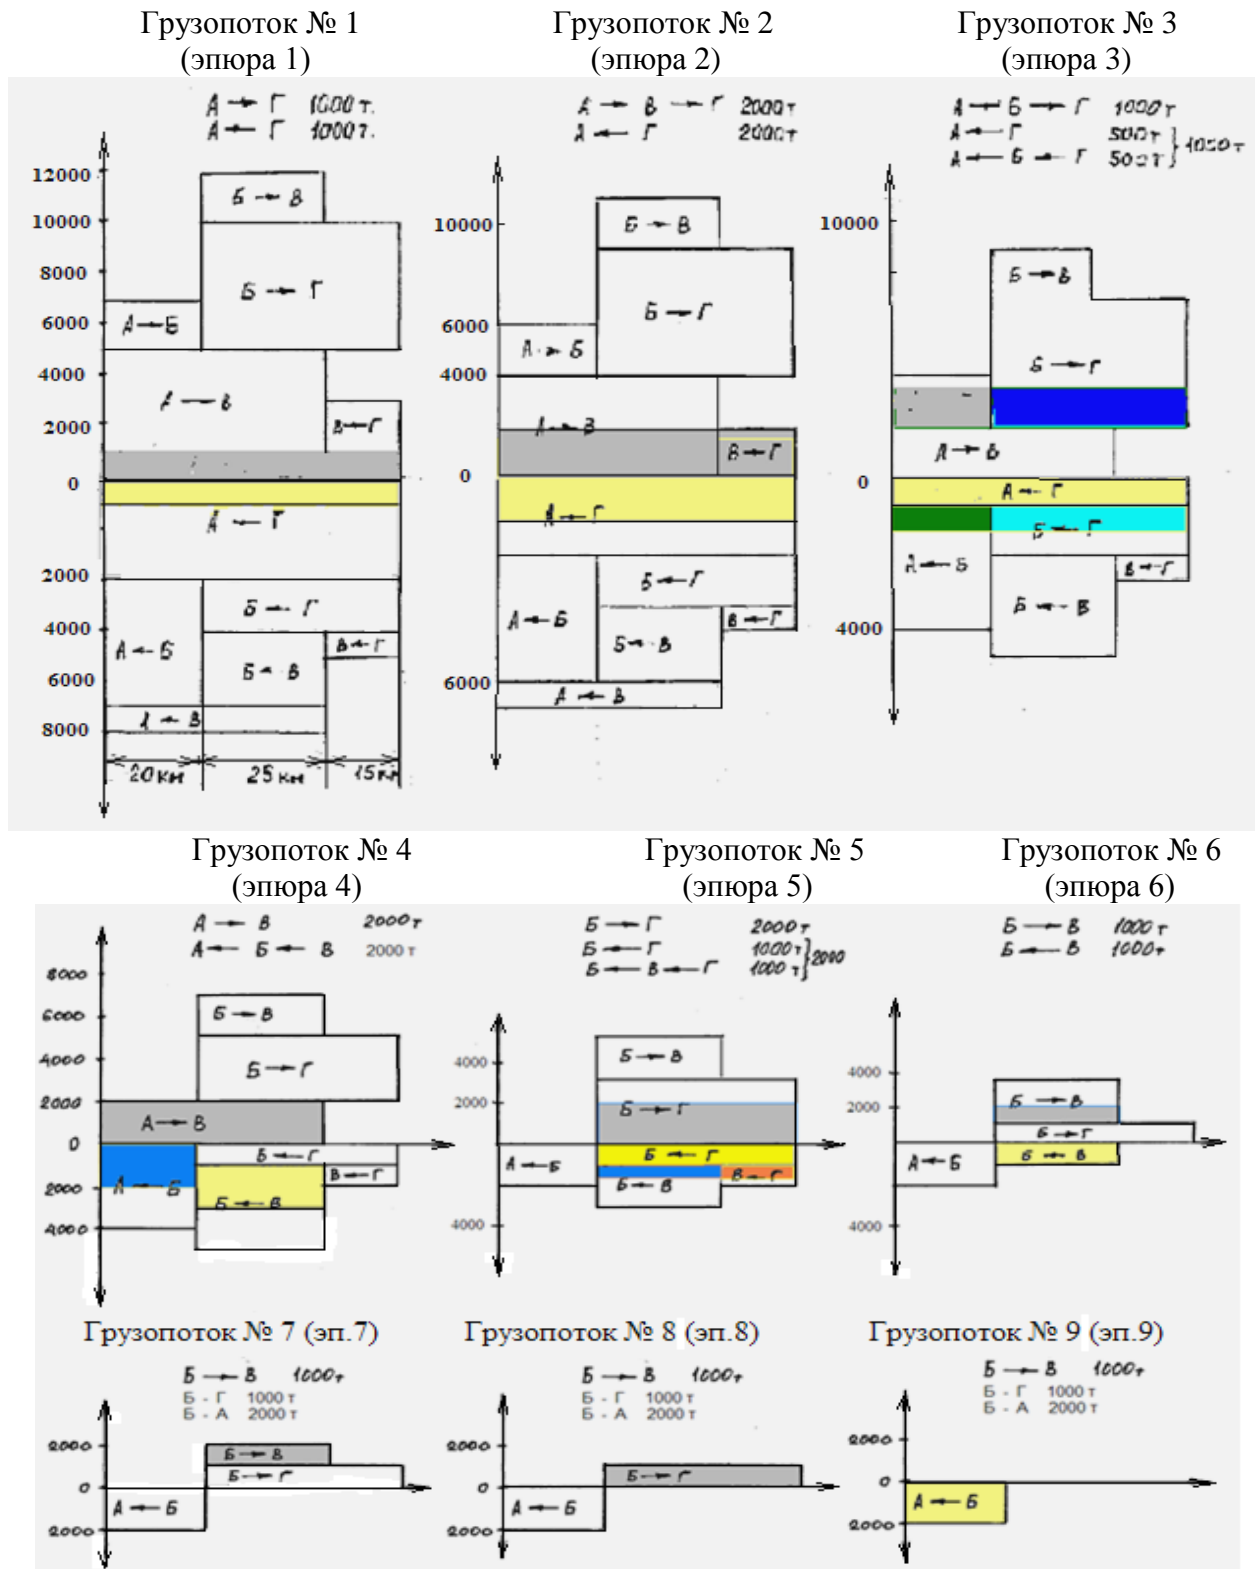 Грузопоток № 1
(эпюра 1)
А → Г 1000 т.
А ← Г 1000 т.
12000
10000
8000
6000
4000
2000
0
2000
4000
6000
8000
Б → В
Б → Г
А → Б
А → В
В ← Г
А ← Г
Б ← Г
А ← Б
Б ← В
В ← Г
А ← В
20 км
25 км
15 км
Грузопоток № 2
(эпюра 2)
А → В → Г 2000 т
А ← Г 2000 т
10000
6000
4000
0
6000
Б → В
Б → Г
А → Б
А → В
В → Г
А ← Г
Б ← Г
А ← Б
Б ← В
В ← Г
А ← В
Грузопоток № 3
(эпюра 3)
А → Б → Г 1000 т
А ← Г 500 т } 1000 т
А ← Б ← Г 500 т
10000
0
4000
Б → В
Б → Г
А → В
А ← Г
Б ← Г
А ← Б
В ← Г
Б ← В
Грузопоток № 4
(эпюра 4)
А → В 2000 т
А ← Б ← В 2000 т
8000
6000
4000
2000
0
2000
4000
Б → В
Б → Г
А → В
Б ← Г
А ← Б
В ← Г
Б ← В
Грузопоток № 5
(эпюра 5)
Б → Г 2000 т
Б ← Г 1000 т } 2000
Б ← В ← Г 1000 т
4000
2000
0
2000
4000
Б → В
Б → Г
Б ← Г
А ← Б
В ← Г
Б ← В
Грузопоток № 6
(эпюра 6)
Б → В 1000 т
Б ← В 1000 т
4000
2000
0
2000
4000
Б → В
Б → Г
Б ← В
А ← Б
Грузопоток № 7 (эп.7)
Б → В 1000 т
Б - Г 1000 т
Б - А 2000 т
2000
0
2000
Б → В
Б → Г
А ← Б
Грузопоток № 8 (эп.8)
Б → В 1000 т
Б - Г 1000 т
Б - А 2000 т
2000
0
2000
Б → Г
А ← Б
Грузопоток № 9 (эп.9)
Б → В 1000 т
Б - Г 1000 т
Б - А 2000 т
2000
0
2000
А ← Б